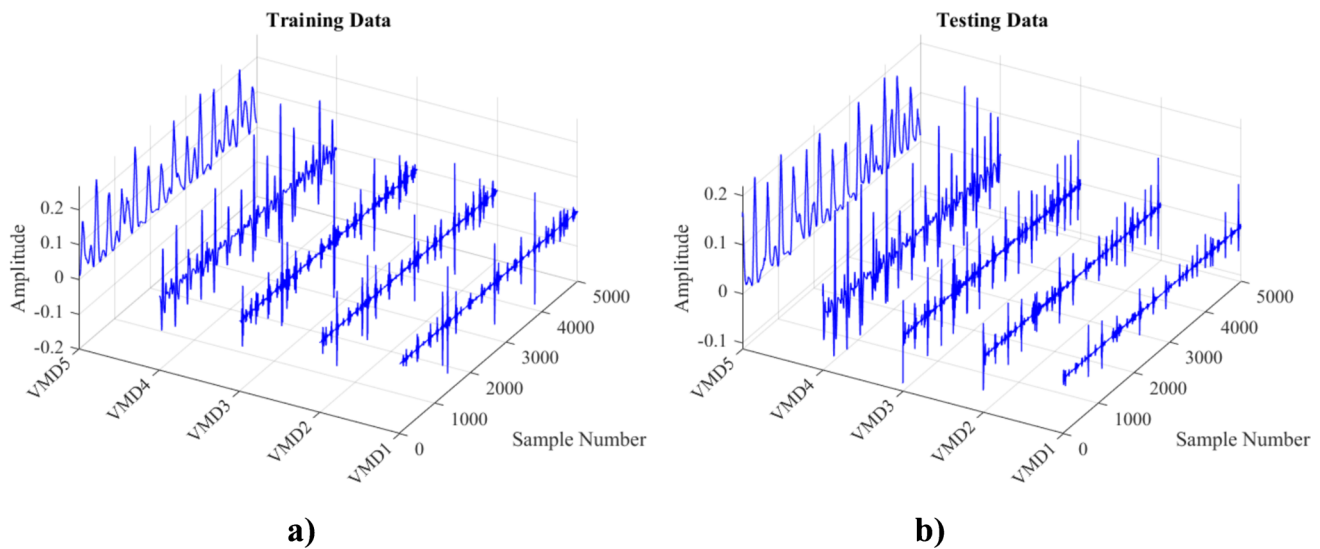 Training Data
Amplitude
0.2
0.1
0
-0.1
-0.2
VMD5
VMD4
VMD3
VMD2
VMD1
0
1000
2000
3000
4000
5000
Sample Number
a)
Testing Data
Amplitude
0.2
0.1
0
-0.1
VMD5
VMD4
VMD3
VMD2
VMD1
0
1000
2000
3000
4000
5000
Sample Number
b)